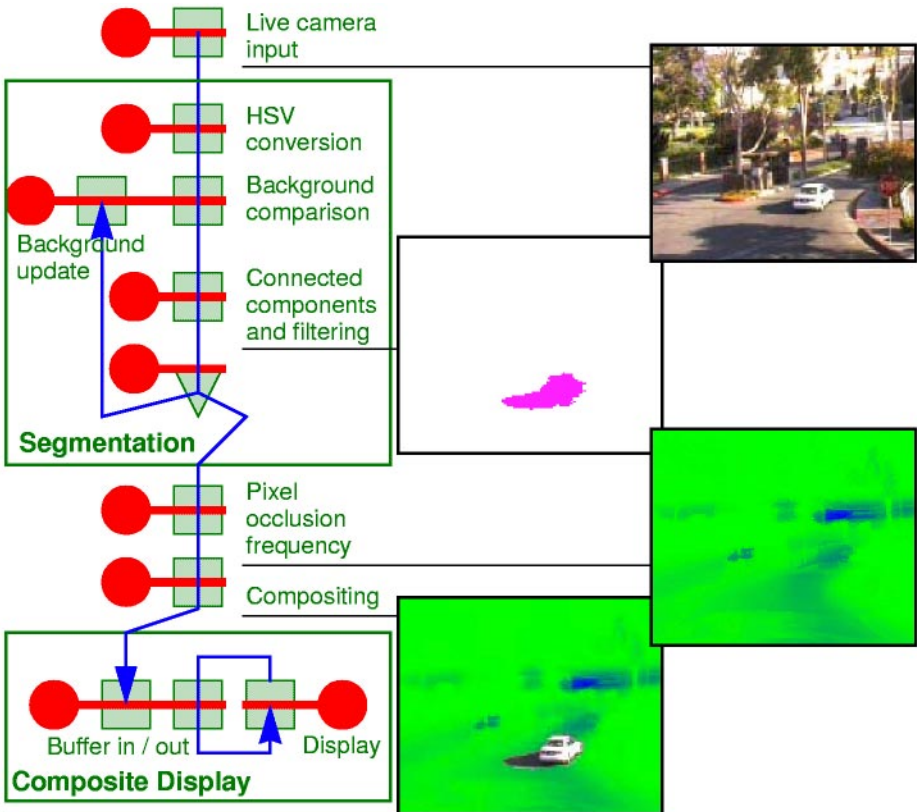 Live camera
input
HSV
conversion
Background
comparison
Background
update
Connected
components
and filtering
Segmentation
Pixel
occlusion
frequency
Compositing
Buffer in / out
Display
Composite Display